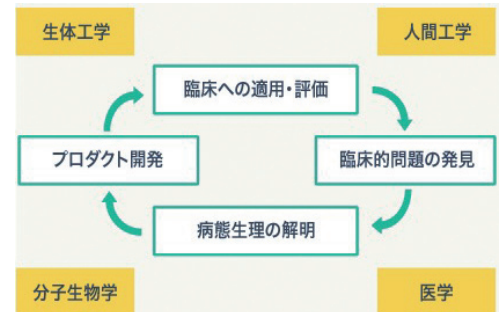 生体工学
人間工学
臨床への適用・評価
プロダクト開発
臨床的問題の発見
病態生理の解明
分子生物学
医学